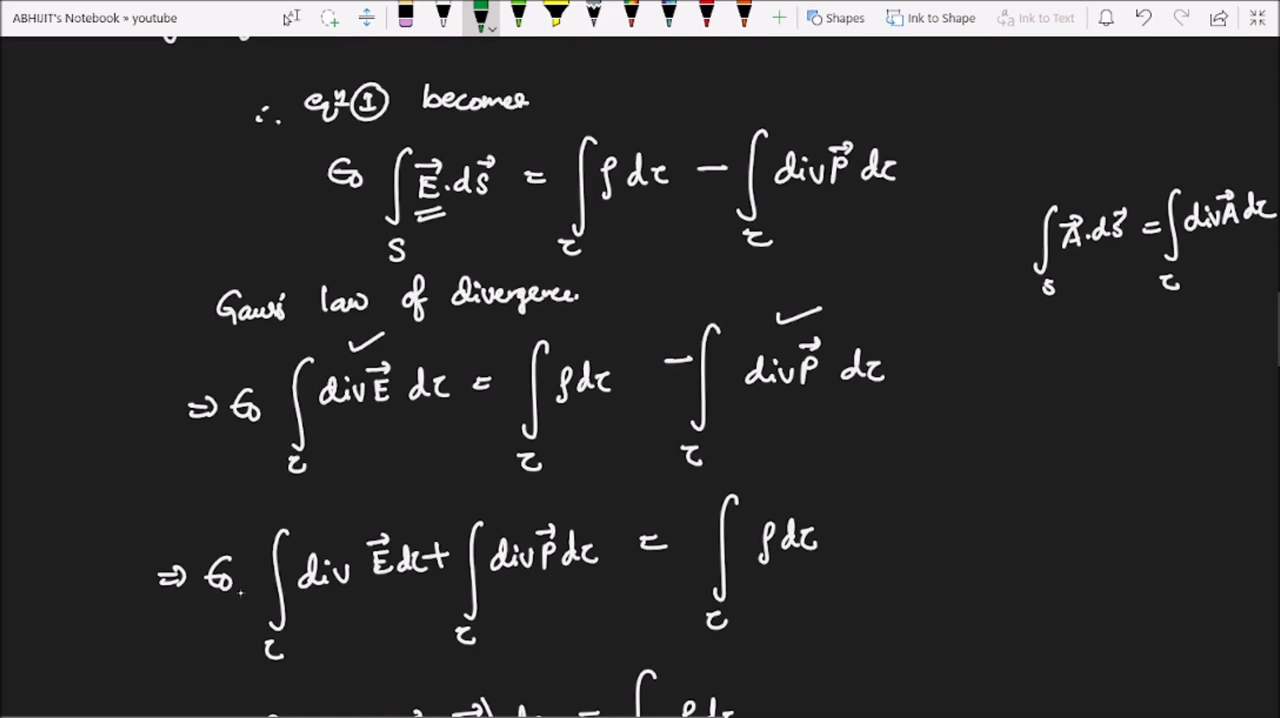 ABHIJIT's Notebook » youtube
Shapes
Ink to Shape
Ink to Text
∴ eqⁿ ① becomes
ϵ₀ ∫_S E⃗.dS⃗ = ∫_τ ρ dτ − ∫_τ div P⃗ dτ
∫_S A⃗.dS⃗ = ∫_τ div A⃗ dτ
Gauss' law of divergence.
⇒ ϵ₀ ∫_τ div E⃗ dτ = ∫_τ ρ dτ − ∫_τ div P⃗ dτ
⇒ ϵ₀ ∫_τ div E⃗ dτ + ∫_τ div P⃗ dτ = ∫_τ ρ dτ